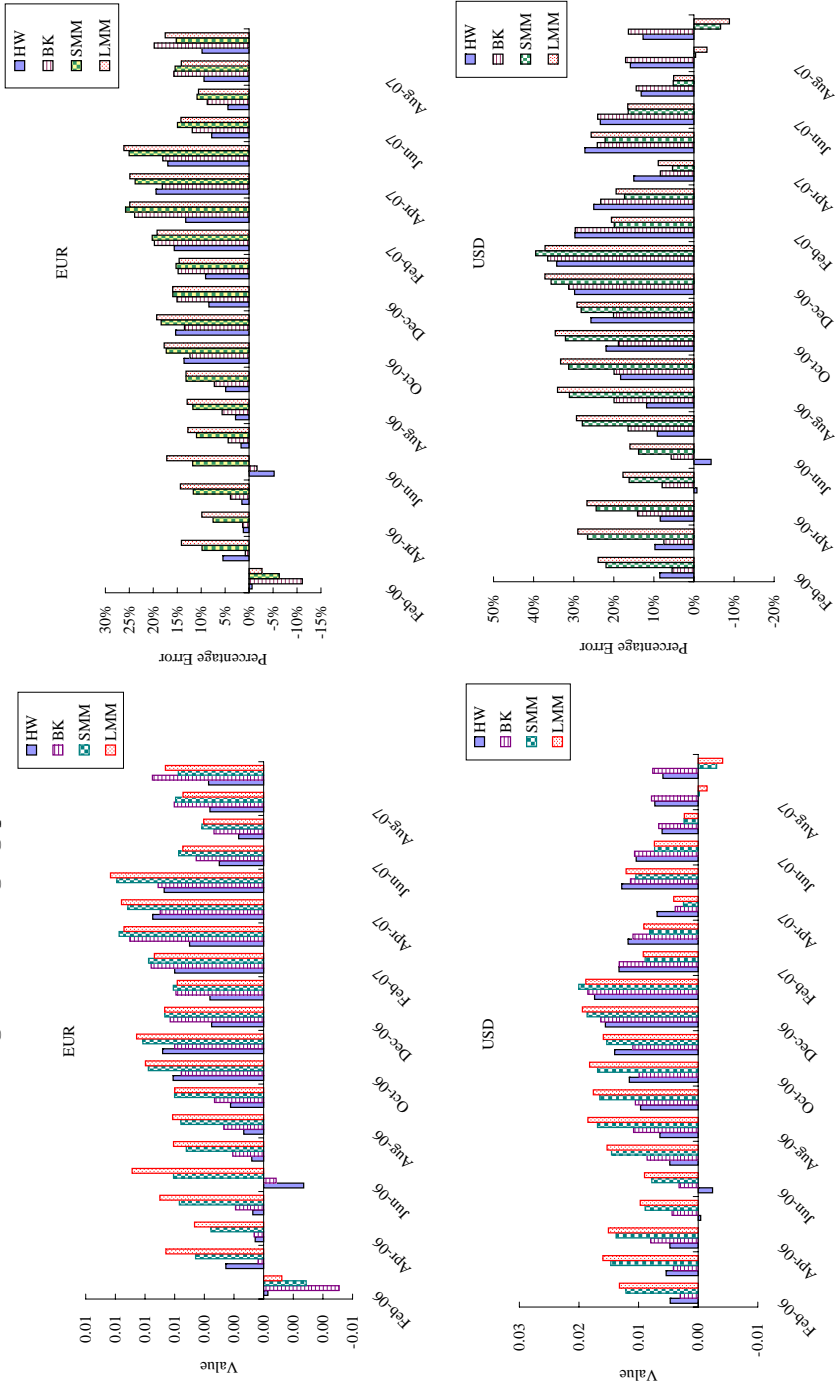 EUR
HW
BK
SMM
LMM
Value
0.01
0.01
0.01
0.01
0.00
0.00
0.00
0.00
0.00
-0.01
Feb-06
Apr-06
Jun-06
Aug-06
Oct-06
Dec-06
Feb-07
Apr-07
Jun-07
Aug-07
EUR
HW
BK
SMM
LMM
Percentage Error
30%
25%
20%
15%
10%
5%
0%
-5%
-10%
-15%
Feb-06
Apr-06
Jun-06
Aug-06
Oct-06
Dec-06
Feb-07
Apr-07
Jun-07
Aug-07
USD
HW
BK
SMM
LMM
Value
0.03
0.02
0.01
0.00
-0.01
Feb-06
Apr-06
Jun-06
Aug-06
Oct-06
Dec-06
Feb-07
Apr-07
Jun-07
Aug-07
USD
HW
BK
SMM
LMM
Percentage Error
50%
40%
30%
20%
10%
0%
-10%
-20%
Feb-06
Apr-06
Jun-06
Aug-06
Oct-06
Dec-06
Feb-07
Apr-07
Jun-07
Aug-07